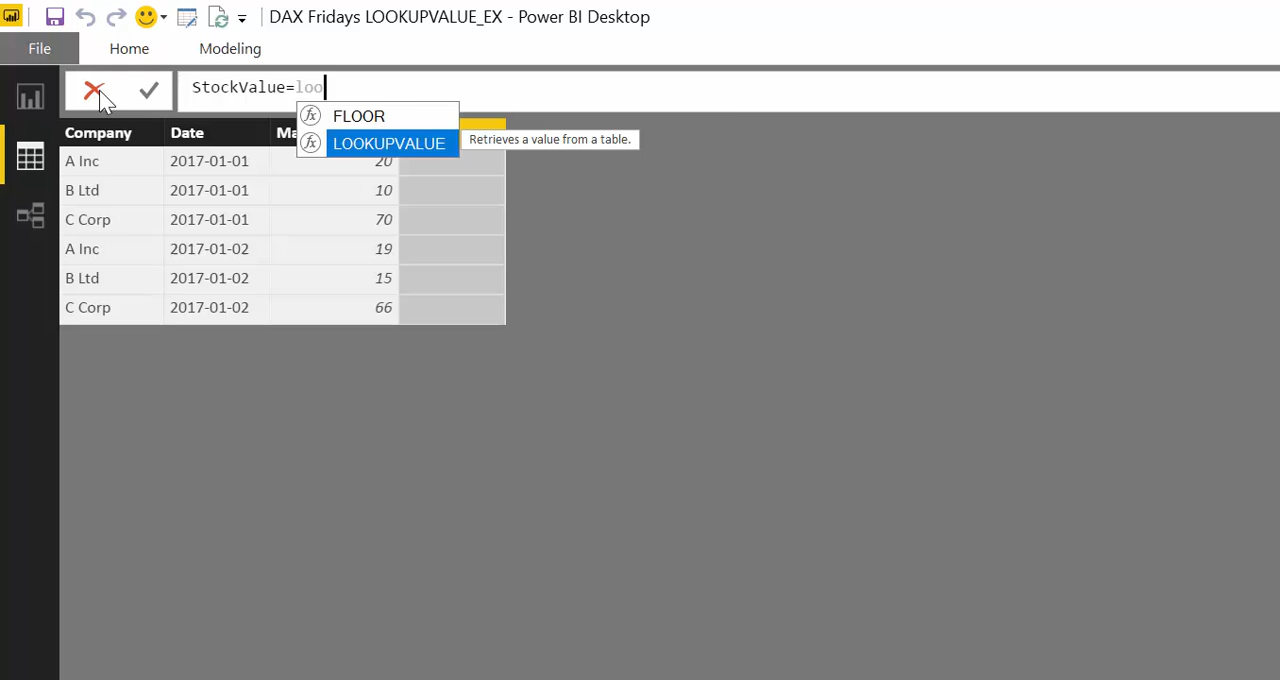 DAX Fridays LOOKUPVALUE_EX - Power BI Desktop
File Home Modeling
StockValue=loo
fx FLOOR
fx LOOKUPVALUE Retrieves a value from a table.
Company Date
A Inc 2017-01-01 20
B Ltd 2017-01-01 10
C Corp 2017-01-01 70
A Inc 2017-01-02 19
B Ltd 2017-01-02 15
C Corp 2017-01-02 66